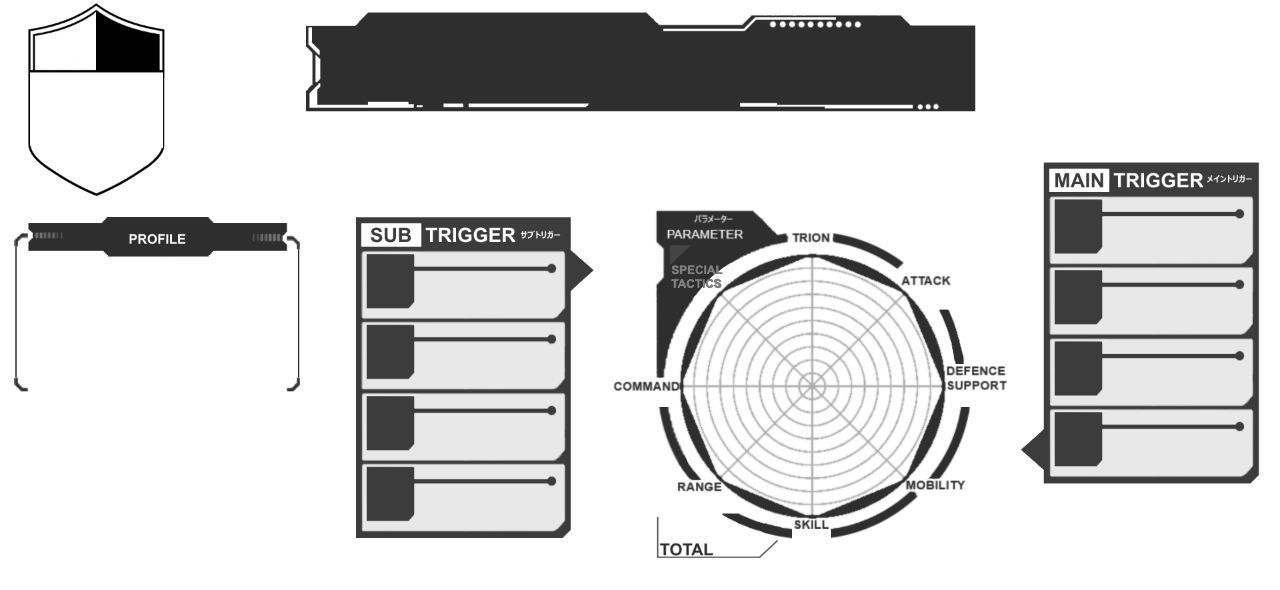 PROFILE
SUB TRIGGER サブトリガー
パラメーター
PARAMETER
SPECIAL
TACTICS
TRION
ATTACK
DEFENCE
SUPPORT
MOBILITY
SKILL
RANGE
COMMAND
TOTAL
MAIN TRIGGER メイントリガー